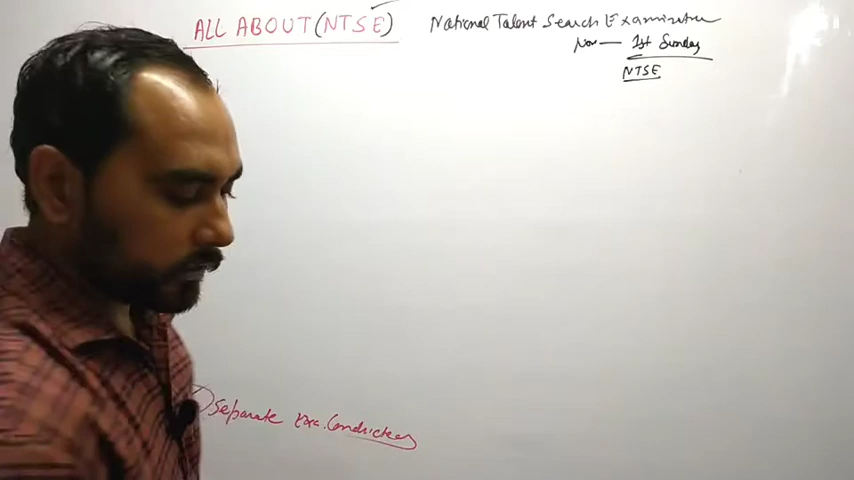 ALL ABOUT (NTSE) National Talent Search Examination
Nov — 1st Sunday
NTSE
Separate Exa. Conducted